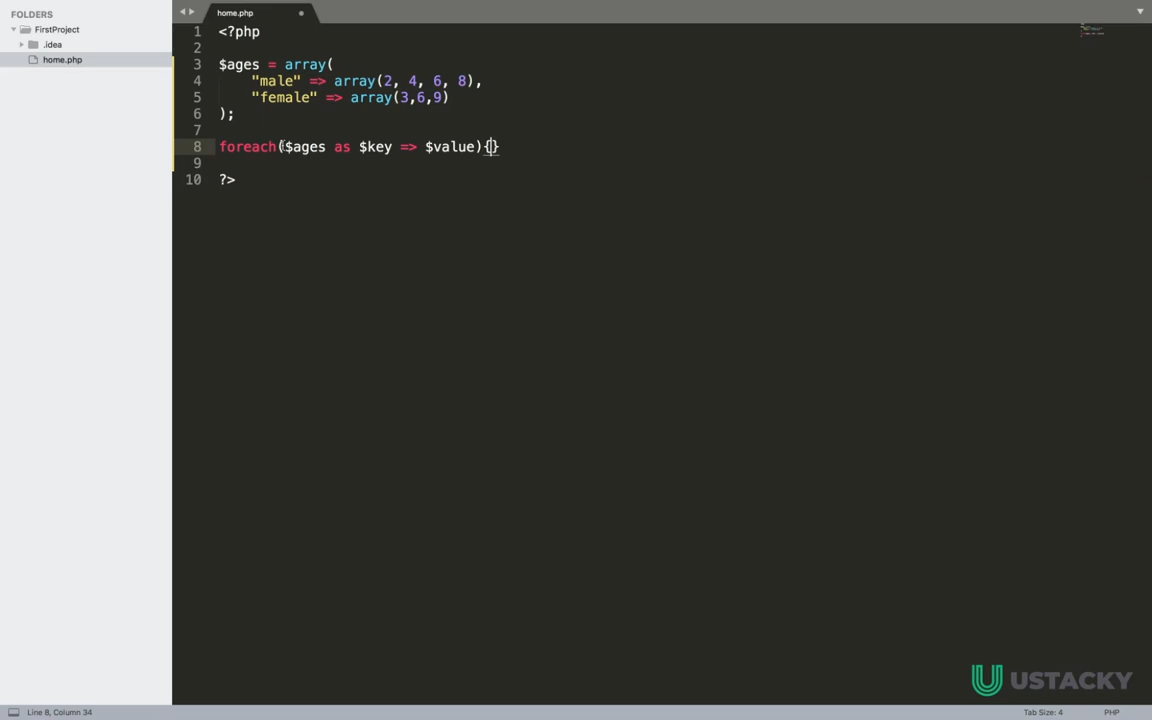 FOLDERS
FirstProject
.idea
home.php
home.php
1 <?php
2
3 $ages = array(
4 "male" => array(2, 4, 6, 8),
5 "female" => array(3,6,9)
6 );
7
8 foreach($ages as $key => $value){}
9
10 ?>
USTACKY
Line 8, Column 34
Tab Size: 4
PHP